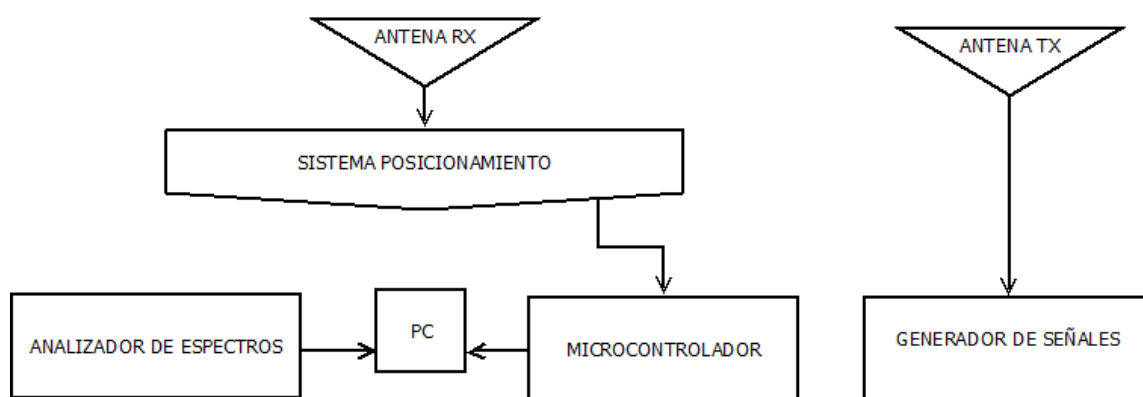 ANTENA RX
ANTENA TX
SISTEMA POSICIONAMIENTO
ANALIZADOR DE ESPECTROS
PC
MICROCONTROLADOR
GENERADOR DE SEÑALES